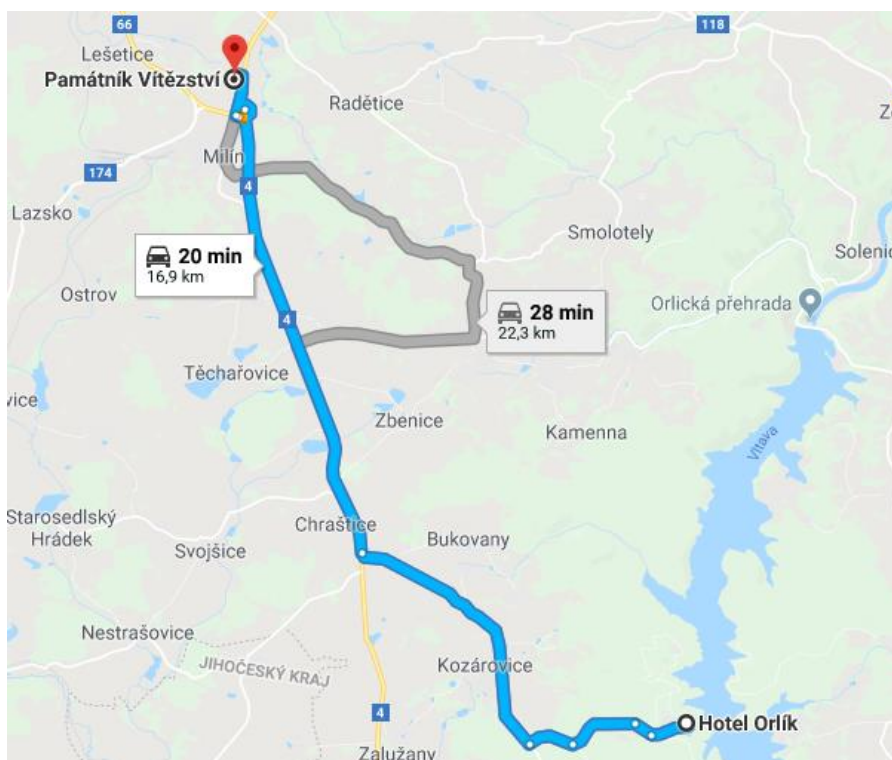 66
118
Lešetice
Památník Vítězství
Radětice
Milín
174
4
Lazsko
Smolotely
20 min
16,9 km
Solenic
Ostrov
Orlická přehrada
28 min
22,3 km
4
Těchařovice
vice
Zbenice
Kamenna
Vltava
Starosedlský
Hrádek
Chraštice
Svojšice
Bukovany
Nestrašovice
JIHOČESKÝ KRAJ
Kozárovice
4
Hotel Orlík
Zalužany